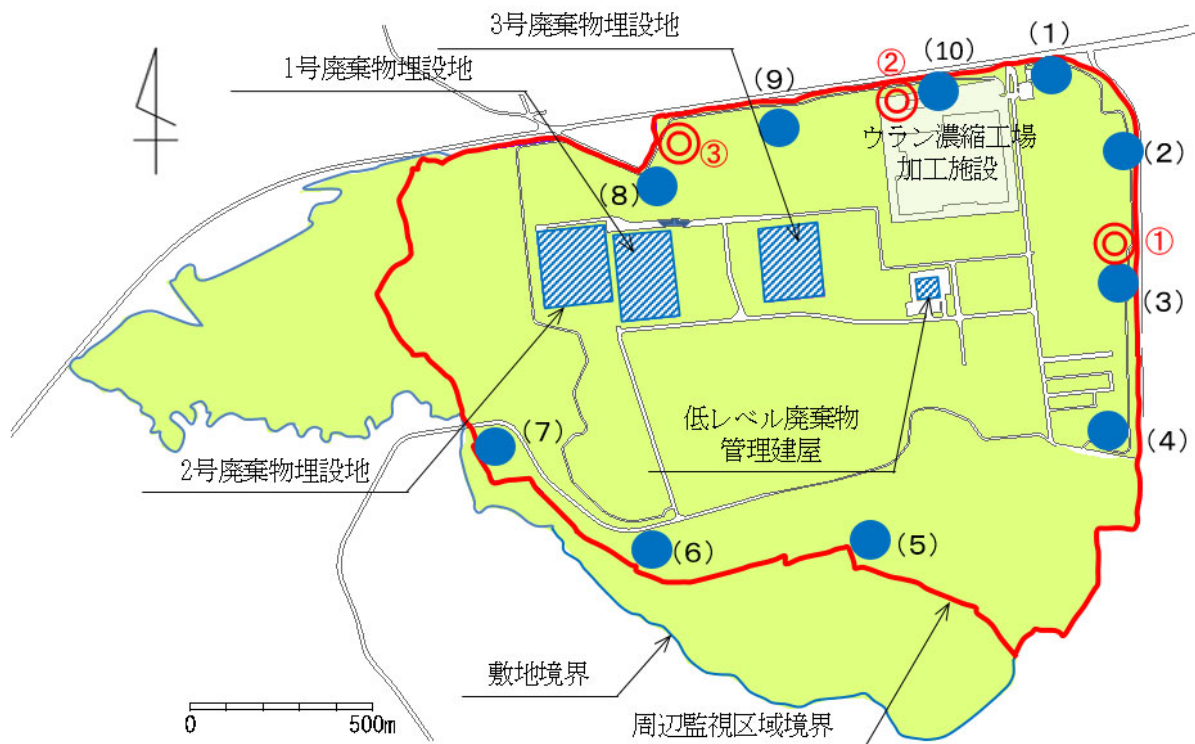 3号廃棄物埋設地
1号廃棄物埋設地
(1)
(10)
②
(9)
ウラン濃縮工場
加工施設
③
(2)
(8)
①
(3)
低レベル廃棄物
管理建屋
(7)
(4)
2号廃棄物埋設地
(5)
(6)
敷地境界
周辺監視区域境界
0 500m